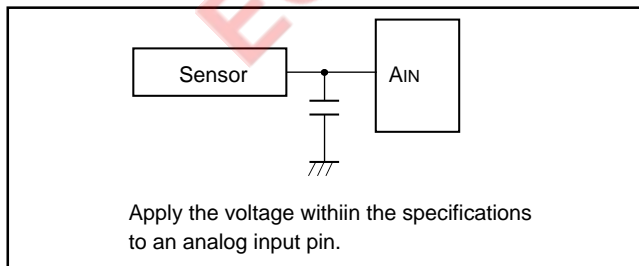 Sensor
AIN
Apply the voltage withiin the specifications
to an analog input pin.